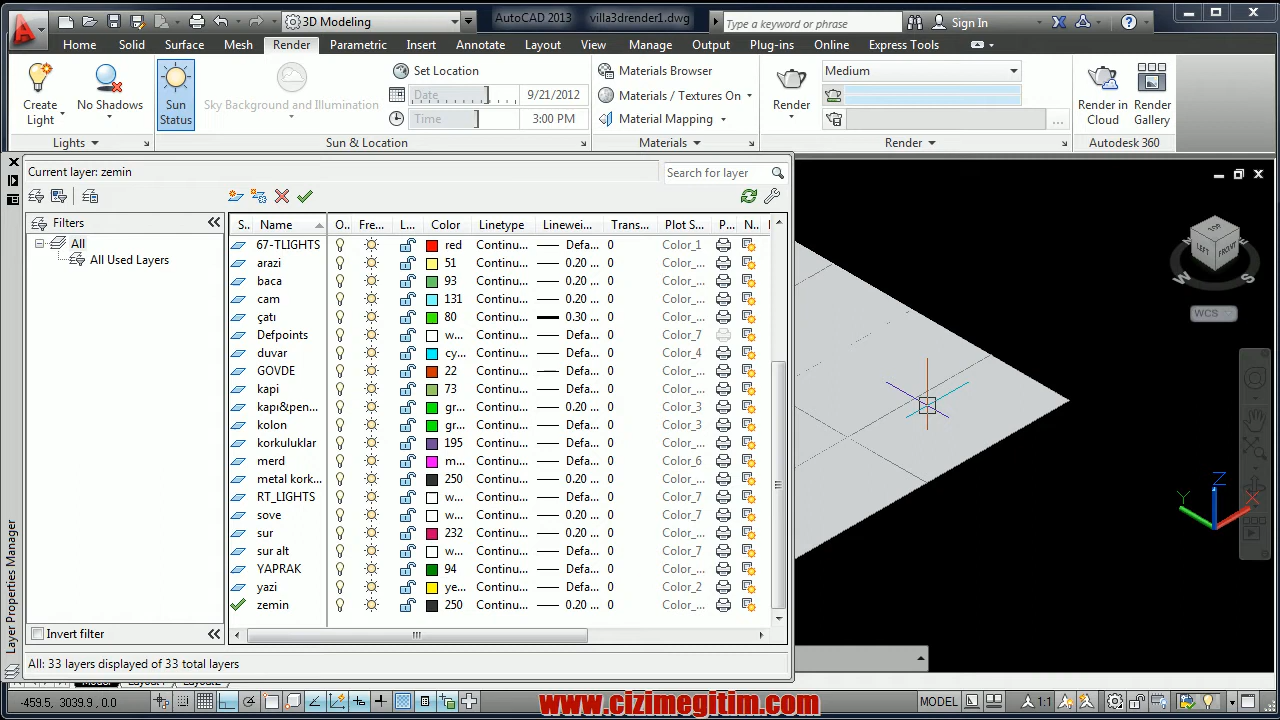 3D Modeling AutoCAD 2013 villa3drender1.dwg Type a keyword or phrase Sign In
Home Solid Surface Mesh Render Parametric Insert Annotate Layout View Manage Output Plug-ins Online Express Tools
Create Light
No Shadows
Sun Status
Sky Background and Illumination
Set Location
Date 9/21/2012
Time 3:00 PM
Materials Browser
Materials / Textures On
Material Mapping
Render
Medium
Render in Cloud
Render Gallery
Lights Sun & Location Materials Render Autodesk 360
Current layer: zemin
Search for layer
Filters
All
All Used Layers
S.. Name O.. Fre... L... Color Linetype Linewei... Trans... Plot S... P... N..
67-TLIGHTS red Continu... Defa... 0 Color_1
arazi 51 Continu... 0.20 ... 0 Color_...
baca 93 Continu... 0.20 ... 0 Color_...
cam 131 Continu... 0.20 ... 0 Color_...
çatı 80 Continu... 0.30 ... 0 Color_...
Defpoints w... Continu... Defa... 0 Color_7
duvar cy... Continu... Defa... 0 Color_4
GOVDE 22 Continu... Defa... 0 Color_...
kapi 73 Continu... Defa... 0 Color_...
kapı&pen... gr... Continu... 0.20 ... 0 Color_3
kolon gr... Continu... Defa... 0 Color_3
korkuluklar 195 Continu... 0.20 ... 0 Color_...
merd m... Continu... Defa... 0 Color_6
metal kork... 250 Continu... 0.20 ... 0 Color_...
RT_LIGHTS w... Continu... Defa... 0 Color_7
sove w... Continu... 0.20 ... 0 Color_7
sur 232 Continu... 0.20 ... 0 Color_...
sur alt w... Continu... 0.20 ... 0 Color_7
YAPRAK 94 Continu... Defa... 0 Color_...
yazi ye... Continu... 0.20 ... 0 Color_2
zemin 250 Continu... 0.20 ... 0 Color_...
Invert filter
All: 33 layers displayed of 33 total layers
Layer Properties Manager
TOP
LEFT
FRONT
N
W
S
WCS
Z
Y
X
-459.5, 3039.9, 0.0
MODEL
1:1
www.cizimegitim.com